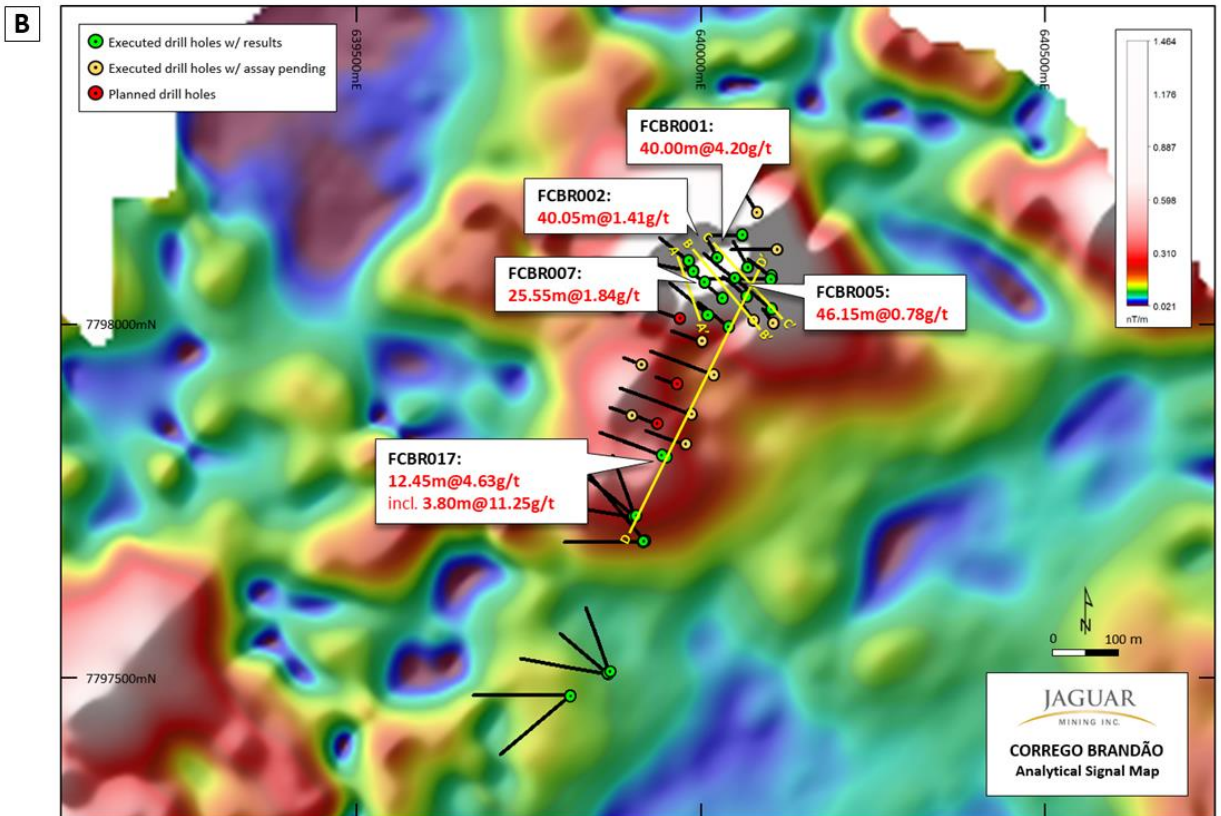 B
Executed drill holes w/ results
Executed drill holes w/ assay pending
Planned drill holes
639500mE
640000mE
640500mE
1.464
1.176
0.887
0.598
0.310
0.021
nT/m
FCBR001:
40.00m@4.20g/t
FCBR002:
40.05m@1.41g/t
FCBR007:
25.55m@1.84g/t
FCBR005:
46.15m@0.78g/t
A
B
C
D'
A'
B'
C'
7798000mN
FCBR017:
12.45m@4.63g/t
incl. 3.80m@11.25g/t
D
N
0 100 m
7797500mN
JAGUAR
MINING INC.
CORREGO BRANDÃO
Analytical Signal Map